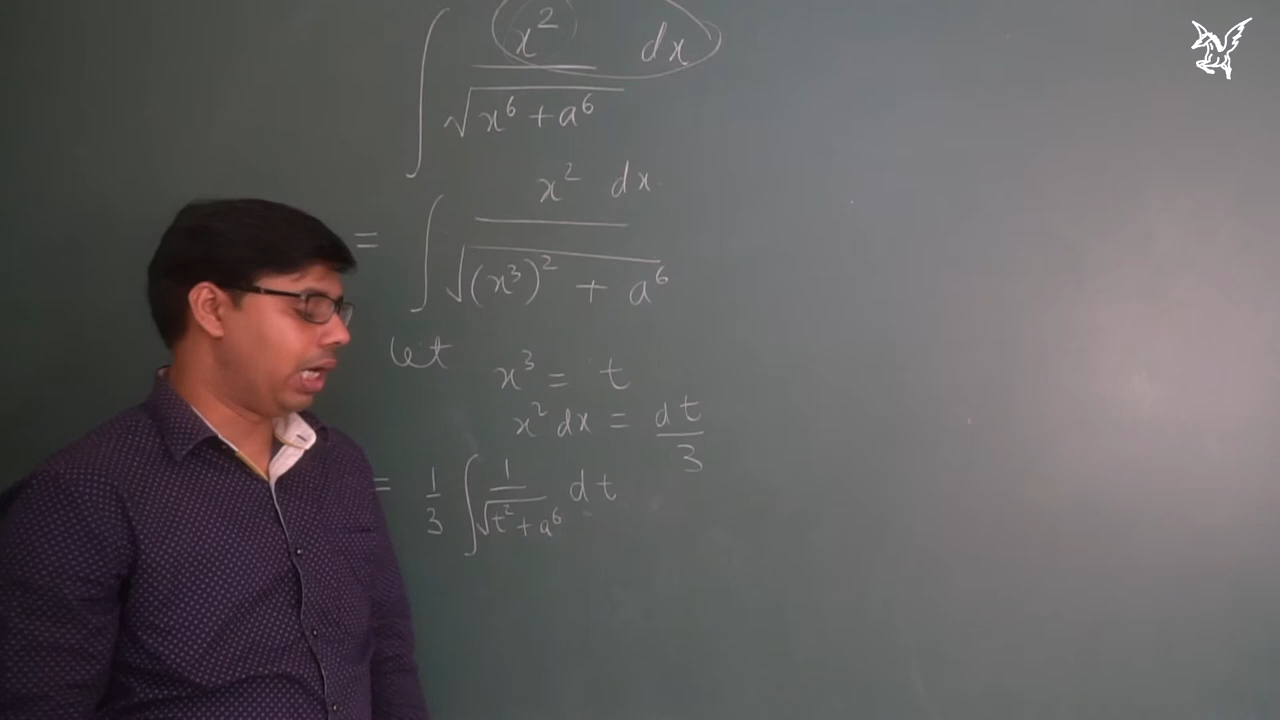 ∫ x² dx / √(x⁶ + a⁶)
= ∫ x² dx / √((x³)² + a⁶)
let x³ = t
x² dx = dt/3
= 1/3 ∫ 1/√(t² + a⁶) dt